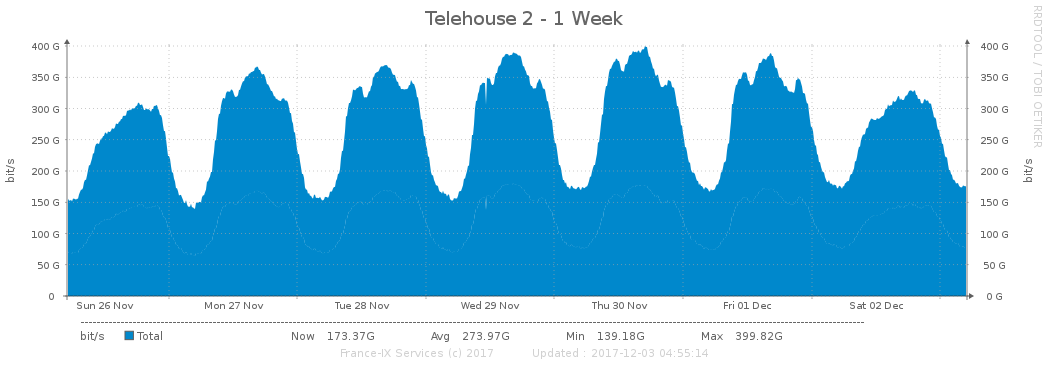 Telehouse 2 - 1 Week
RRDTOOL / TOBI OETIKER
400 G 400 G
350 G 350 G
300 G 300 G
250 G 250 G
200 G 200 G
150 G 150 G
100 G 100 G
50 G 50 G
0 0 G
bit/s bit/s
Sun 26 Nov Mon 27 Nov Tue 28 Nov Wed 29 Nov Thu 30 Nov Fri 01 Dec Sat 02 Dec
bit/s Total Now 173.37G Avg 273.97G Min 139.18G Max 399.82G
France-IX Services (c) 2017 Updated : 2017-12-03 04:55:14